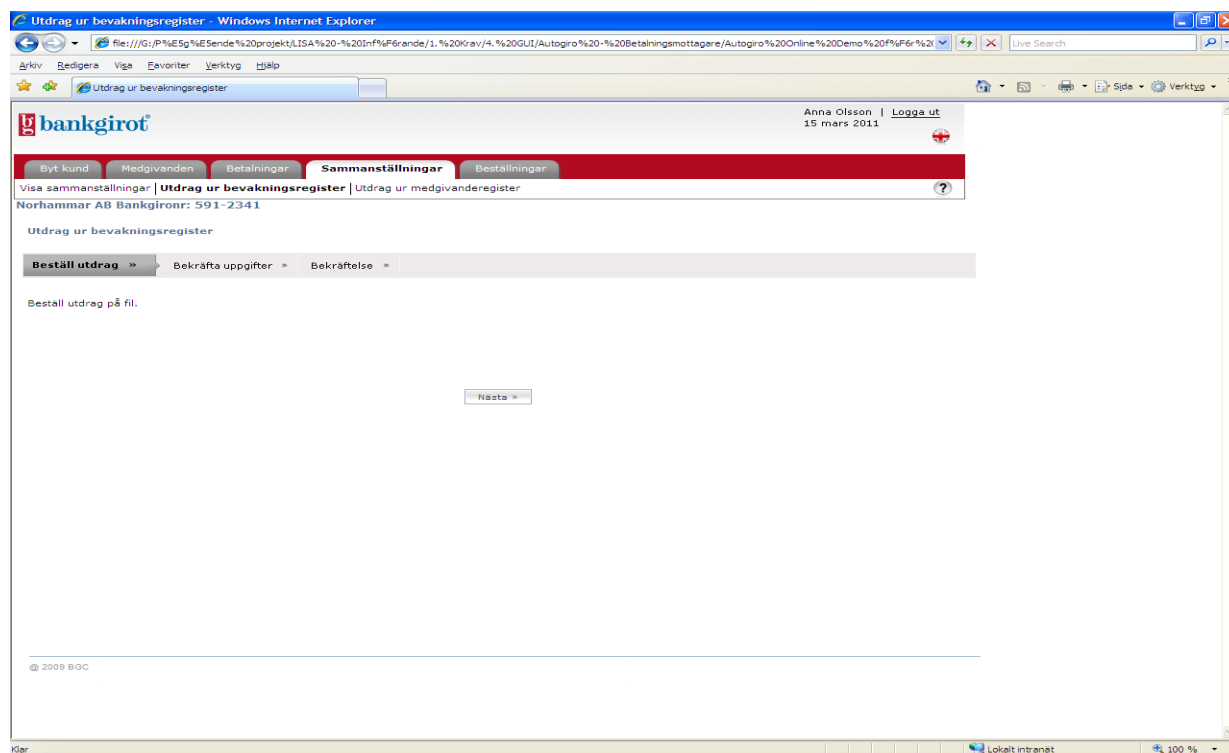 Utdrag ur bevakningsregister - Windows Internet Explorer
file:///G:/P%E5g%E5ende%20projekt/LISA%20-%20Inf%F6rande/1.%20Krav/4.%20GUI/Autogiro%20-%20Betalningsmottagare/Autogiro%20Online%20Demo%20f%F6r%2( Live Search
Arkiv Redigera Visa Favoriter Verktyg Hjälp
Utdrag ur bevakningsregister Sida Verktyg
bankgirot
Anna Olsson | Logga ut
15 mars 2011
Byt kund Medgivanden Betalningar Sammanställningar Beställningar
Visa sammanställningar | Utdrag ur bevakningsregister | Utdrag ur medgivanderegister ?
Norhammar AB Bankgironr: 591-2341
Utdrag ur bevakningsregister
Beställ utdrag » Bekräfta uppgifter » Bekräftelse »
Beställ utdrag på fil.
Nästa »
@ 2009 BGC
Klar Lokalt intranät 100 %